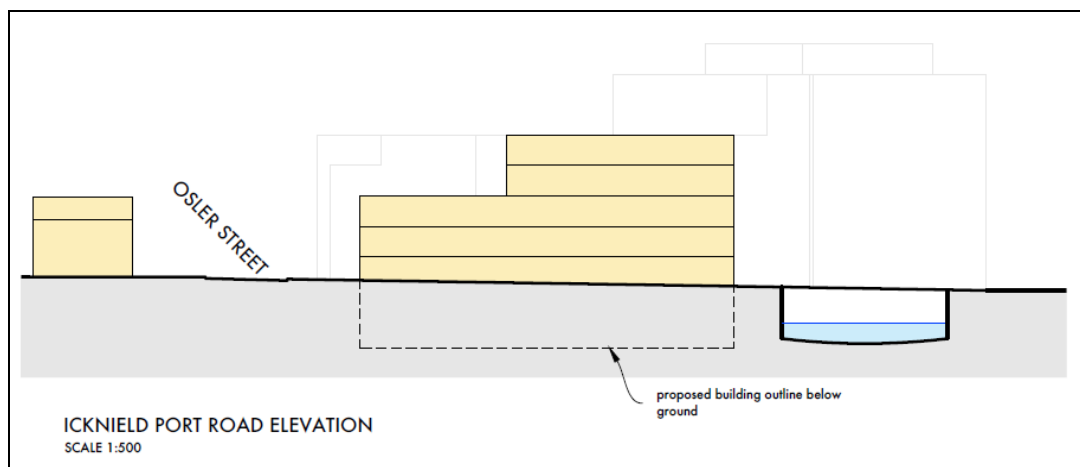 OSLER STREET
proposed building outline below
ground
ICKNIELD PORT ROAD ELEVATION
SCALE 1:500